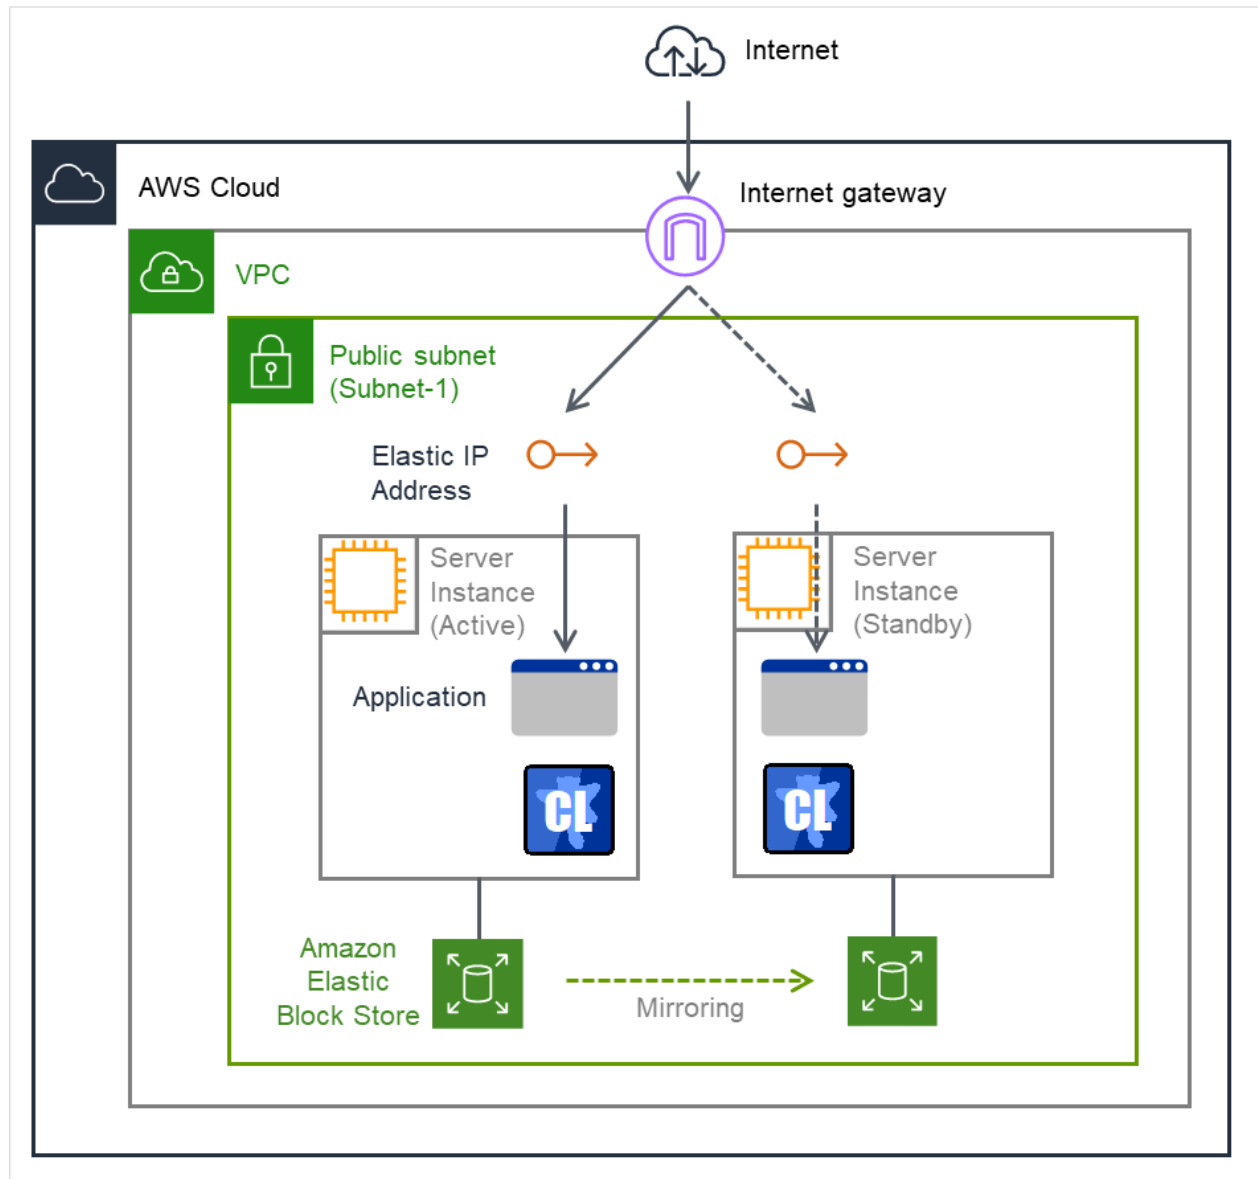 Internet
AWS Cloud
Internet gateway
VPC
Public subnet
(Subnet-1)
Elastic IP
Address
Server
Instance
(Active)
Server
Instance
(Standby)
Application
CL
CL
Amazon
Elastic
Block Store
Mirroring